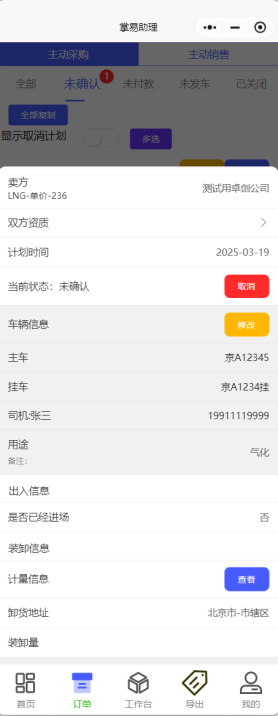 掌易助理
主动采购 主动销售
全部 未确认 1 未付款 未发车 已关闭
全部复制
显示取消计划 多选
卖方 测试用卓创公司
LNG-单价-236
双方资质
计划时间 2025-03-19
当前状态：未确认 取消
车辆信息 修改
主车 京A12345
挂车 京A1234挂
司机:张三 19911119999
用途 气化
备注:
出入信息
是否已经进场 否
装卸信息
计量信息 查看
卸货地址 北京市-市辖区
装卸量
首页 订单 工作台 导出 我的